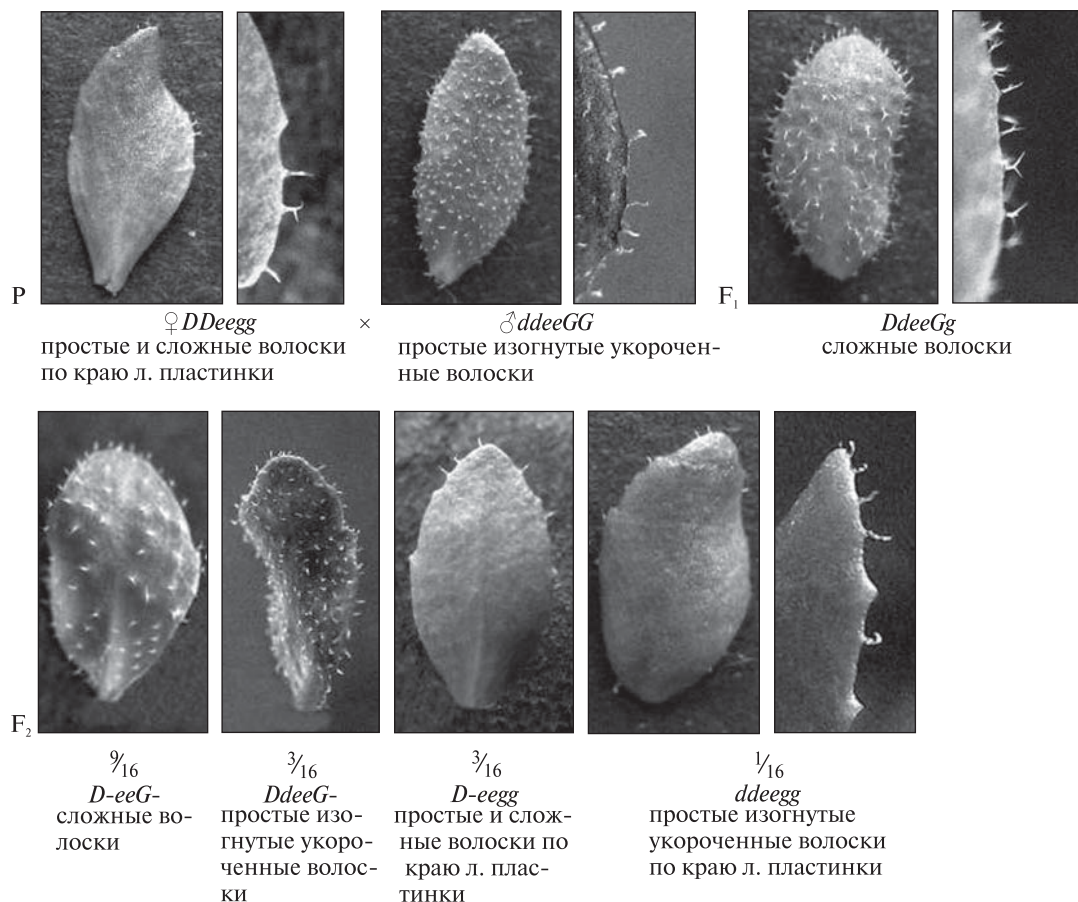 P
♀DDeegg × ♂ddeeGG
простые и сложные волоски
по краю л. пластинки
простые изогнутые укорочен-
ные волоски
F₁
DdeeGg
сложные волоски
F₂
9/16
D-eeG-
сложные во-
лоски
3/16
DdeeG-
простые изо-
гнутые укоро-
ченные волос-
ки
3/16
D-eegg
простые и слож-
ные волоски по
краю л. плас-
тинки
1/16
ddeegg
простые изогнутые
укороченные волоски
по краю л. пластинки